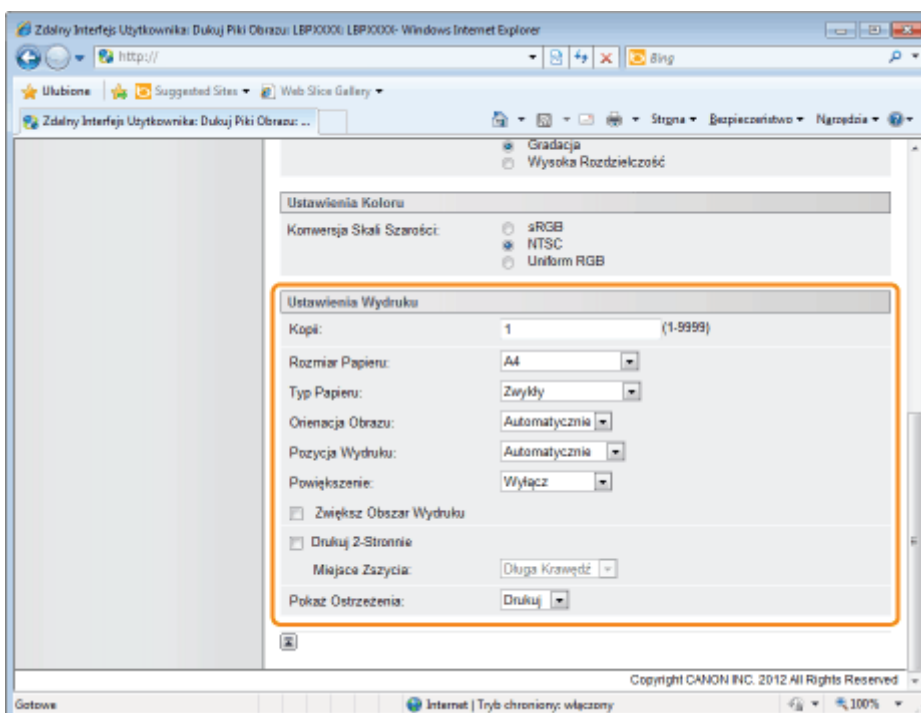 Zdalny Interfejs Użytkownika: Dukuj Piki Obrazu: LBPXXXX: LBPXXXX- Windows Internet Explorer
http://
Bing
Ulubione Suggested Sites Web Slice Gallery
Zdalny Interfejs Użytkownika: Dukuj Piki Obrazu: ... Strona Bezpieczeństwo Narzędzia
Gradacja
Wysoka Rozdzielczość
Ustawienia Koloru
Konwersja Skali Szarości: sRGB
NTSC
Uniform RGB
Ustawienia Wydruku
Kopii: 1 (1-9999)
Rozmiar Papieru: A4
Typ Papieru: Zwykły
Orienacja Obrazu: Automatycznie
Pozycja Wydruku: Automatycznie
Powiększenie: Wyłącz
Zwiększ Obszar Wydruku
Drukuj 2-Stronnie
Miejsce Zszycia: Długa Krawędź
Pokaż Ostrzeżenia: Drukuj
Copyright CANON INC. 2012 All Rights Reserved
Gotowe Internet | Tryb chroniony: włączony 100%